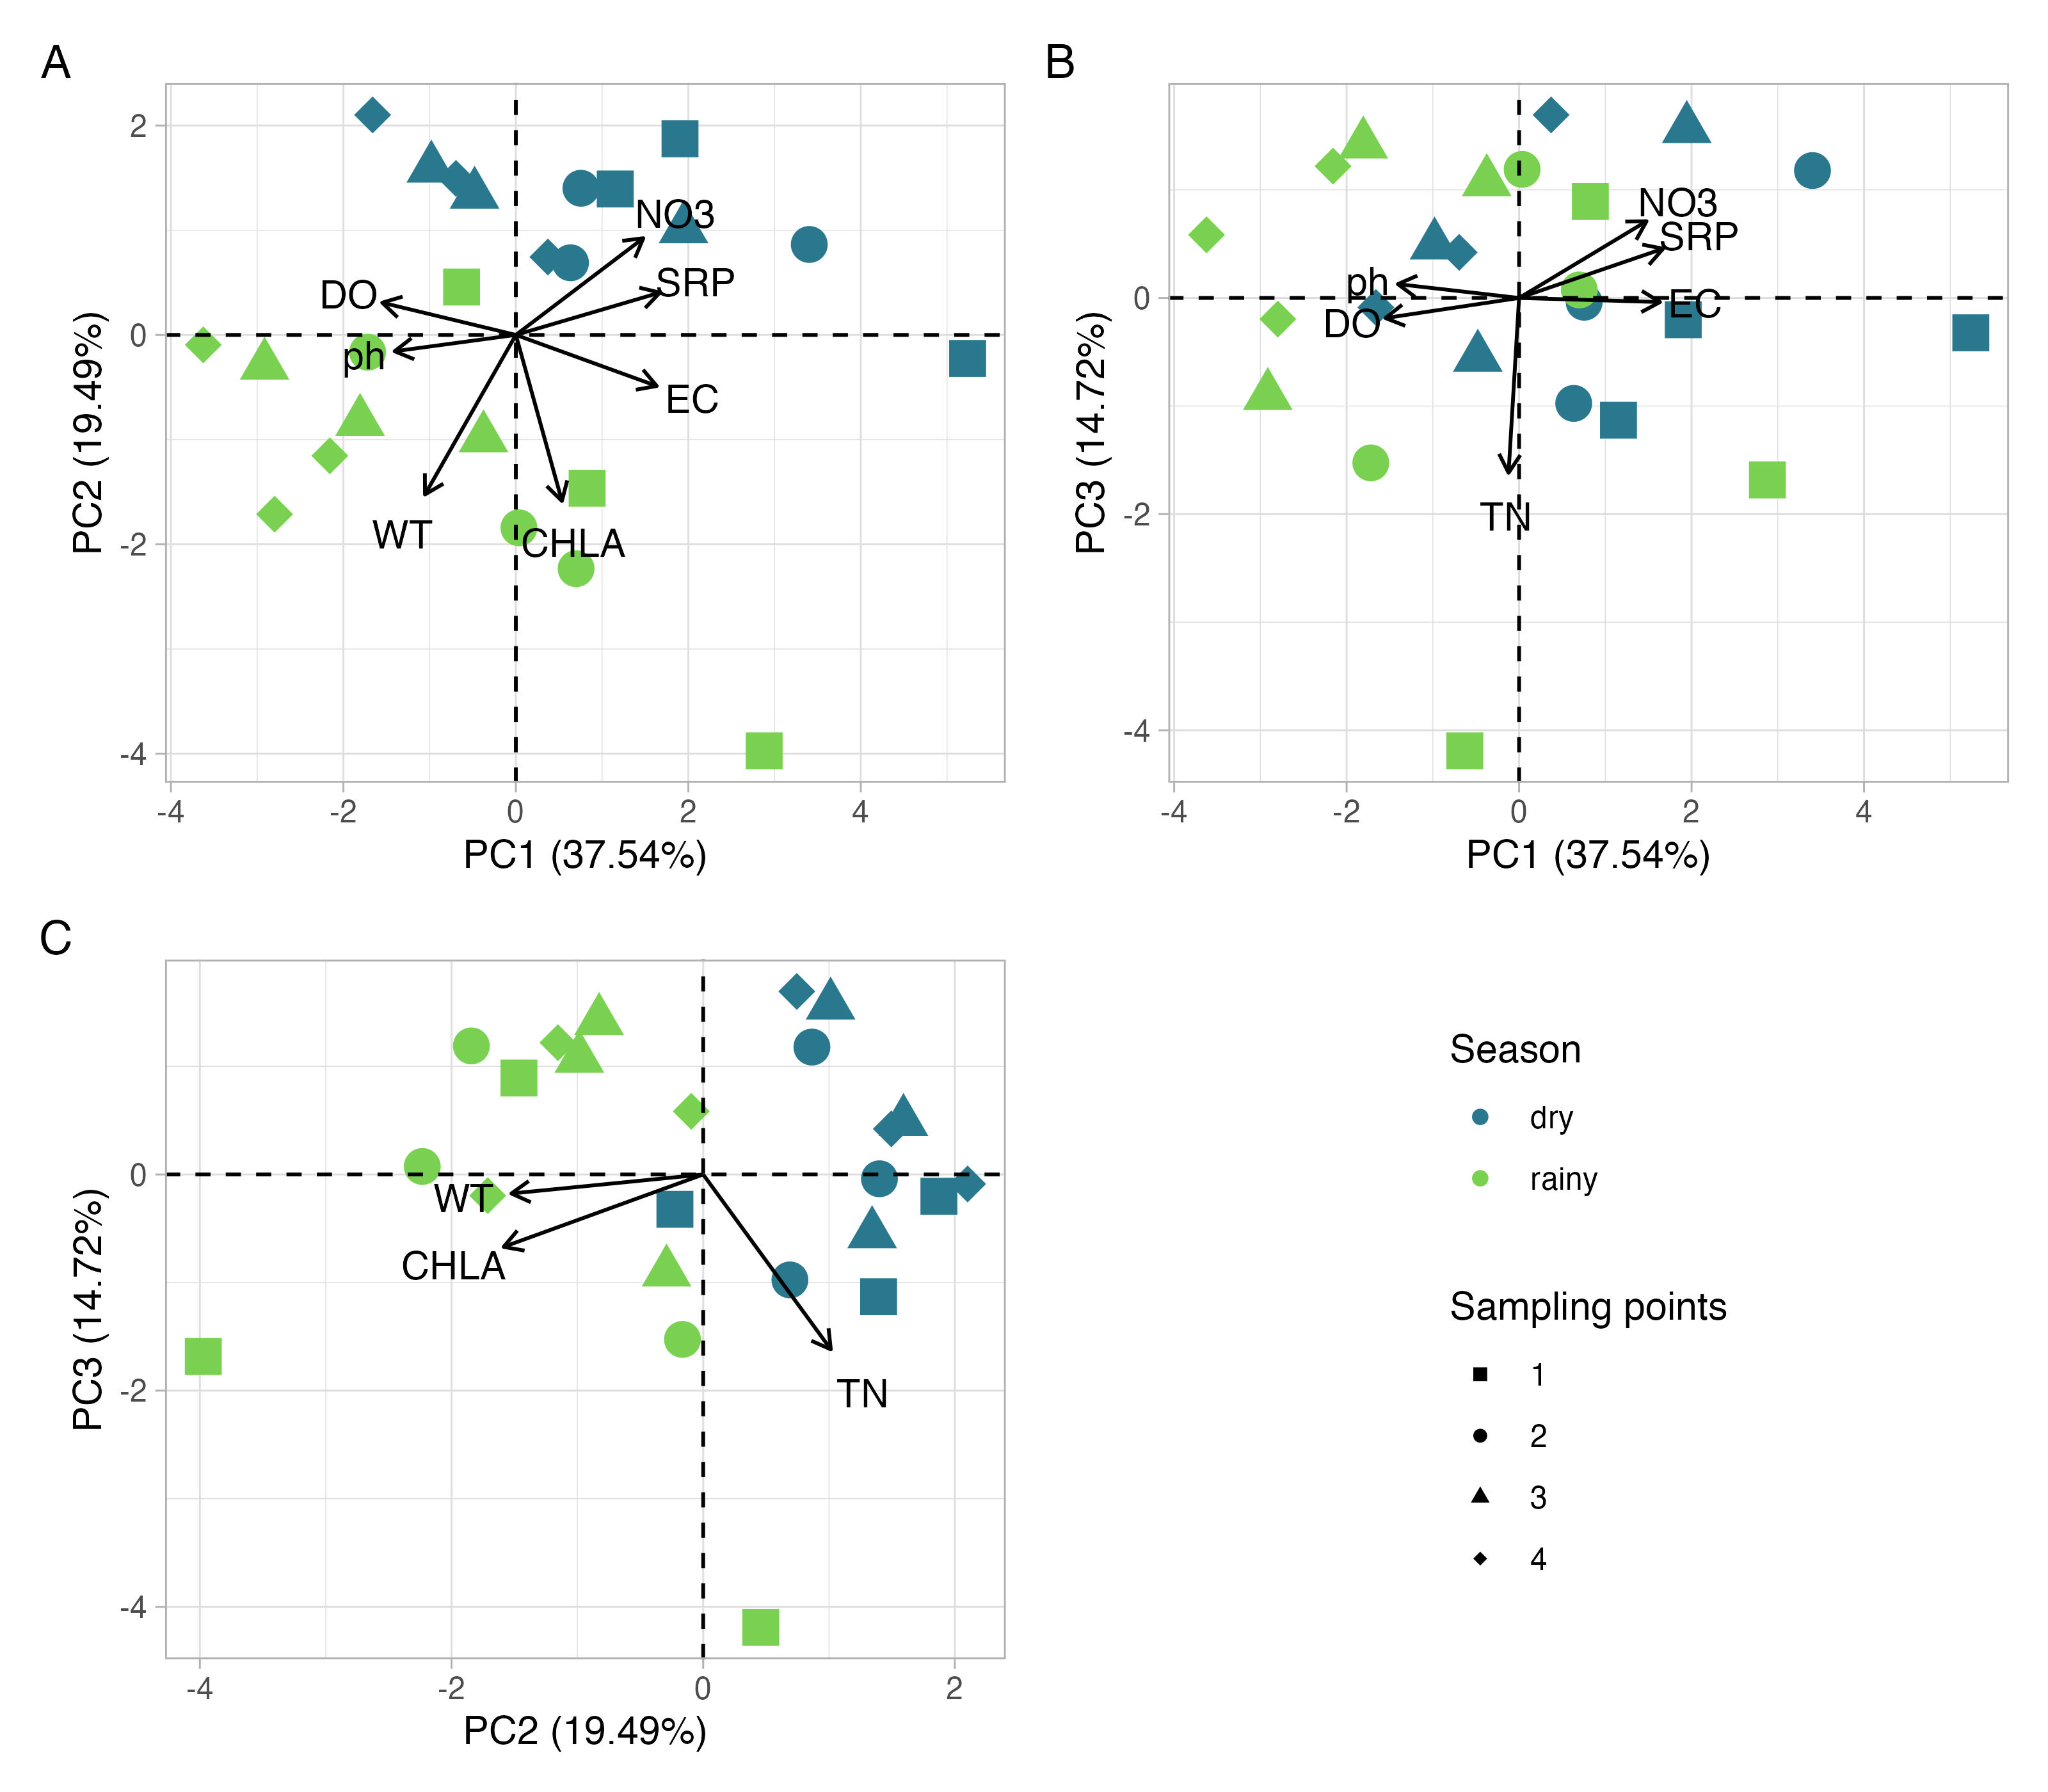 A
2
0
-2
-4
-4
-2
0
2
4
PC2 (19.49%)
PC1 (37.54%)
NO3
SRP
DO
ph
EC
WT
CHLA
B
0
-2
-4
-4
-2
0
2
4
PC3 (14.72%)
PC1 (37.54%)
NO3
SRP
ph
EC
DO
TN
C
0
-2
-4
-4
-2
0
2
PC3 (14.72%)
PC2 (19.49%)
WT
CHLA
TN
Season
dry
rainy
Sampling points
1
2
3
4